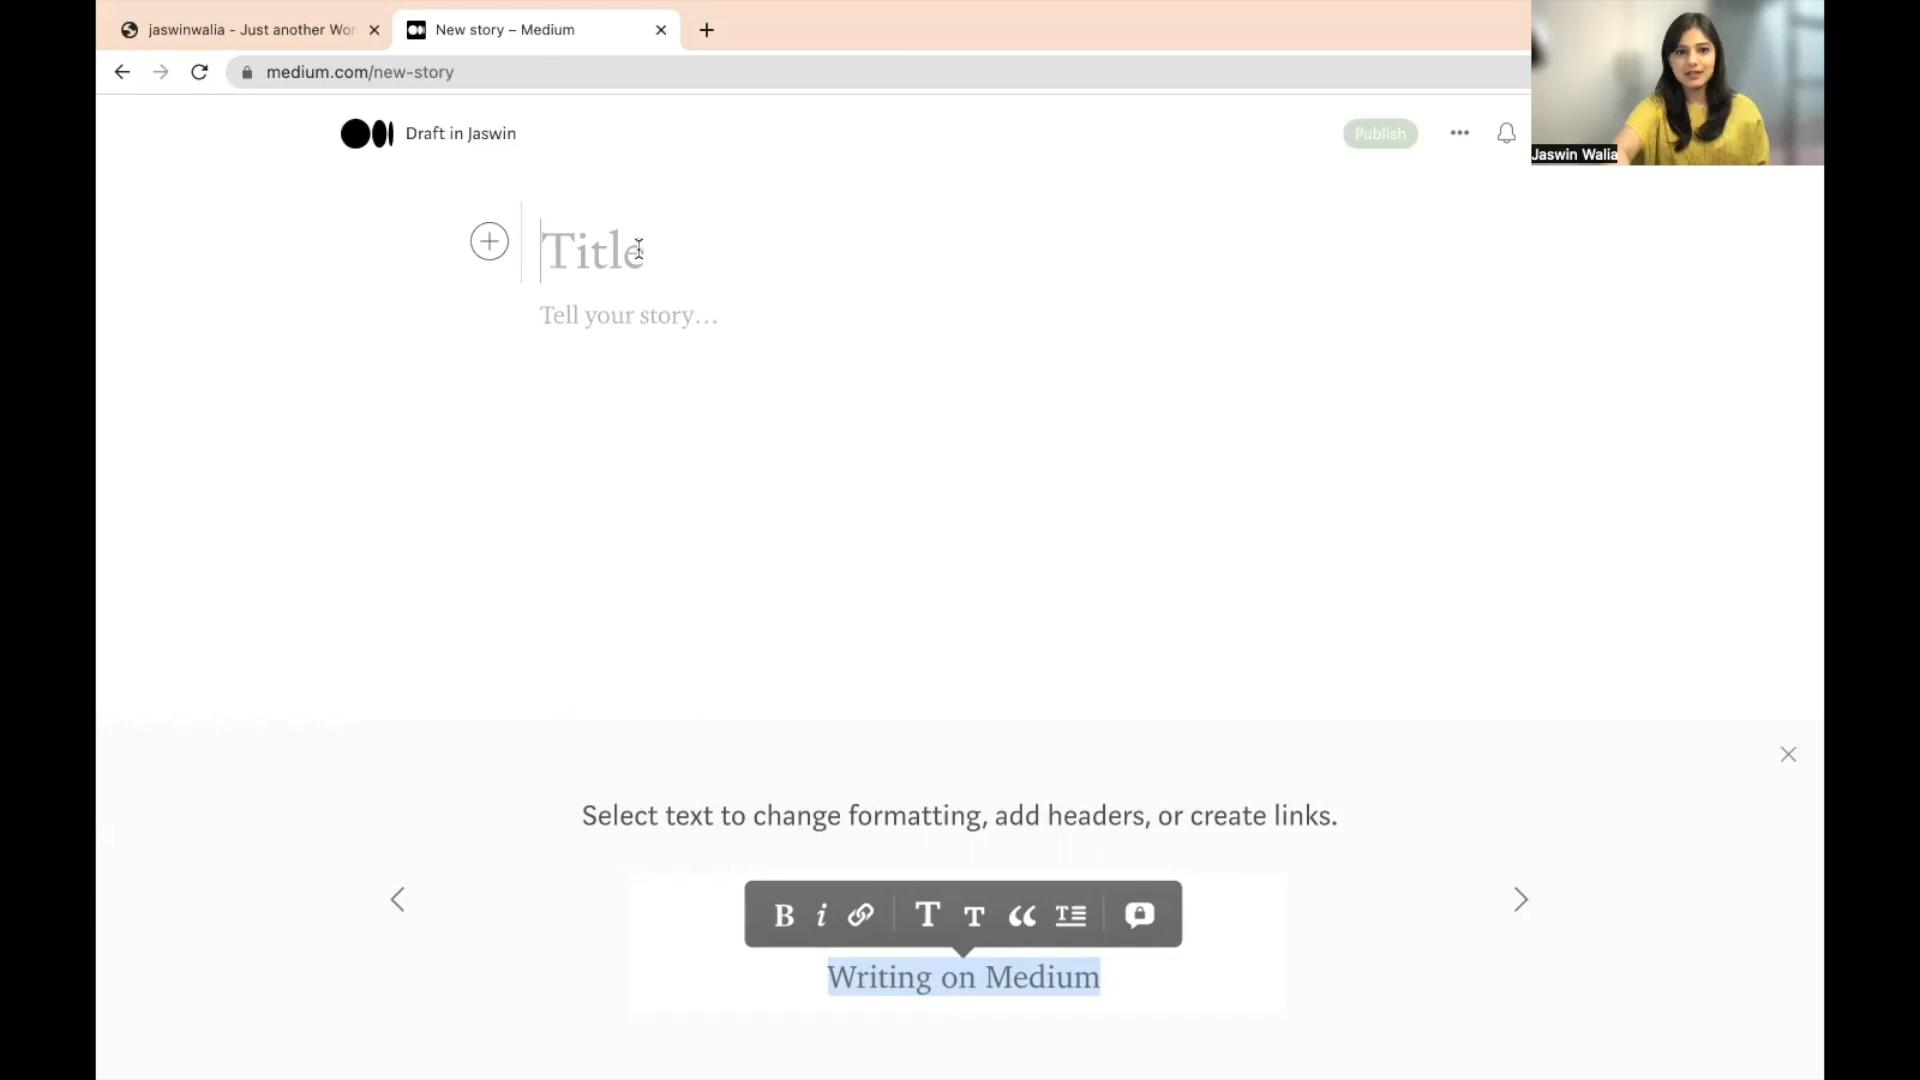 jaswinwalia - Just another Wor
New story – Medium
medium.com/new-story
Draft in Jaswin
Publish
Jaswin Walia
Title
Tell your story...
Select text to change formatting, add headers, or create links.
B i T T “ T
Writing on Medium